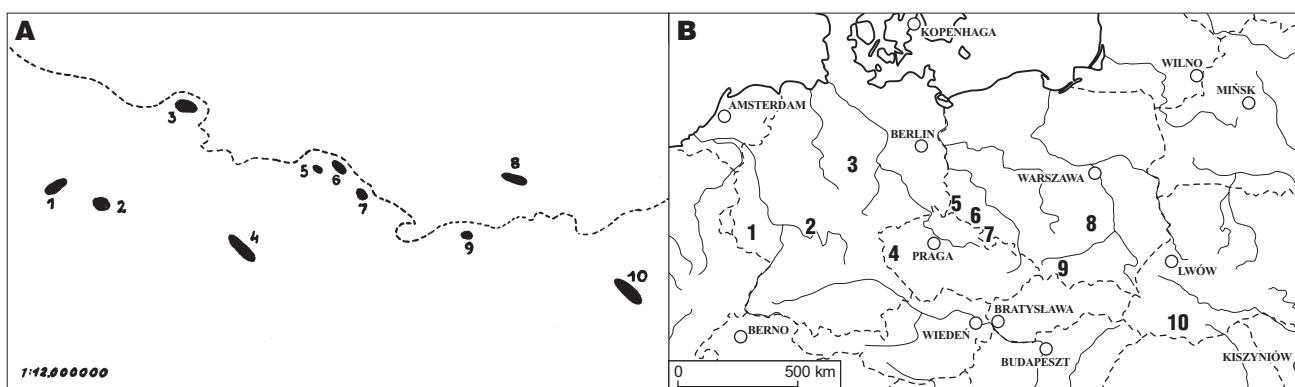 A
3
5
6
8
1
2
7
4
9
10
1:12.000000
B
KOPENHAGA
WILNO
MIŃSK
AMSTERDAM
BERLIN
3
WARSZAWA
5
6
8
1
2
7
4
PRAGA
9
LWÓW
BRATYSŁAWA
10
BERNO
WIEDEŃ
BUDAPESZT
KISZYNIÓW
0 500 km